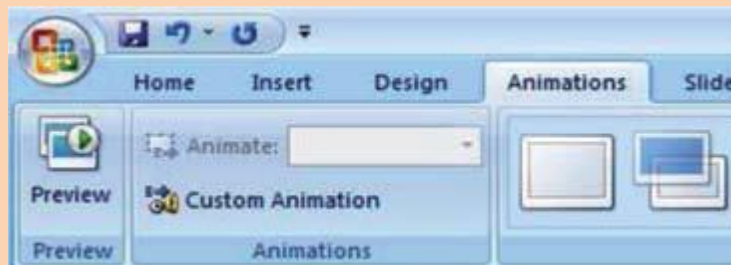 Home Insert Design Animations Slide
Animate:
Preview Custom Animation
Preview Animations